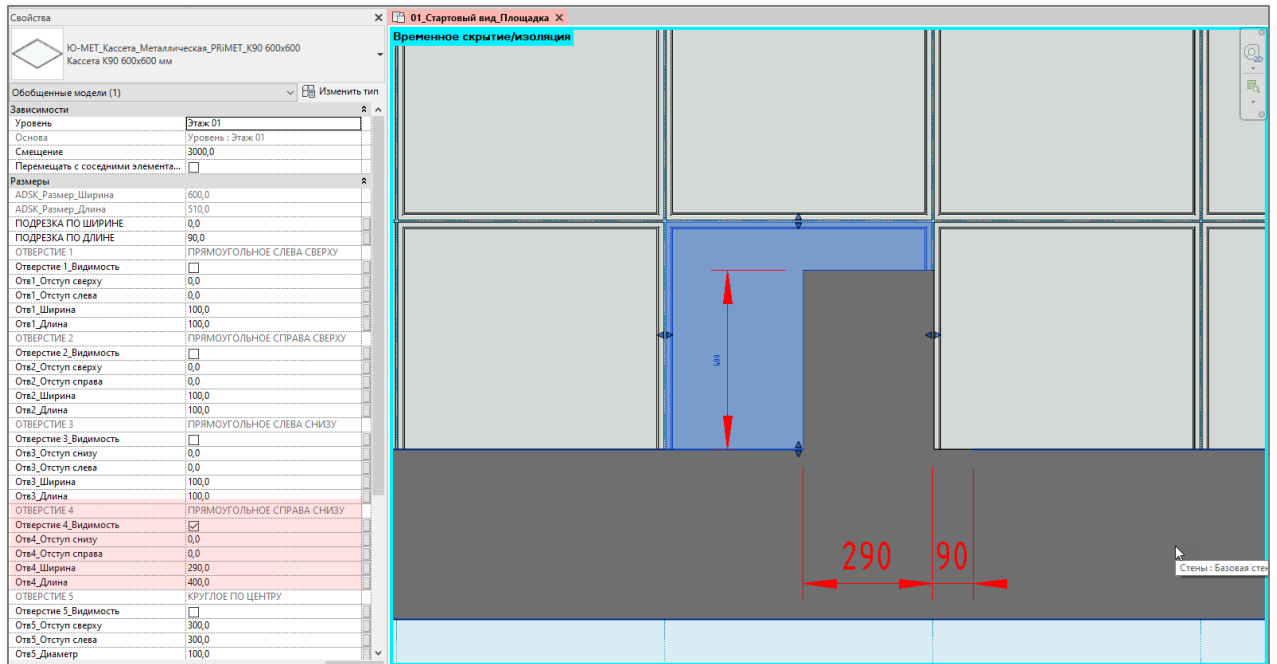 Свойства
01_Стартовый вид_Площадка
Временное скрытие/изоляция
Ю-МЕТ_Кассета_Металлическая_PRiMET_K90 600x600
Кассета К90 600x600 мм
2D
Обобщенные модели (1)
Изменить тип
Зависимости
Уровень Этаж 01
Основа Уровень : Этаж 01
Смещение 3000,0
Перемещать с соседними элемента...
Размеры
ADSK_Размер_Ширина 600,0
ADSK_Размер_Длина 510,0
ПОДРЕЗКА ПО ШИРИНЕ 0,0
ПОДРЕЗКА ПО ДЛИНЕ 90,0
ОТВЕРСТИЕ 1 ПРЯМОУГОЛЬНОЕ СЛЕВА СВЕРХУ
Отверстие 1_Видимость
Отв1_Отступ сверху 0,0
Отв1_Отступ слева 0,0
Отв1_Ширина 100,0
Отв1_Длина 100,0
ОТВЕРСТИЕ 2 ПРЯМОУГОЛЬНОЕ СПРАВА СВЕРХУ
Отверстие 2_Видимость
Отв2_Отступ сверху 0,0
Отв2_Отступ справа 0,0
Отв2_Ширина 100,0
Отв2_Длина 100,0
ОТВЕРСТИЕ 3 ПРЯМОУГОЛЬНОЕ СЛЕВА СНИЗУ
Отверстие 3_Видимость
Отв3_Отступ снизу 0,0
Отв3_Отступ слева 0,0
Отв3_Ширина 100,0
Отв3_Длина 100,0
ОТВЕРСТИЕ 4 ПРЯМОУГОЛЬНОЕ СПРАВА СНИЗУ
Отверстие 4_Видимость
Отв4_Отступ снизу 0,0
Отв4_Отступ справа 0,0
Отв4_Ширина 290,0
Отв4_Длина 400,0
ОТВЕРСТИЕ 5 КРУГЛОЕ ПО ЦЕНТРУ
Отверстие 5_Видимость
Отв5_Отступ сверху 300,0
Отв5_Отступ слева 300,0
Отв5_Диаметр 100,0
400
290
90
Стены : Базовая стен